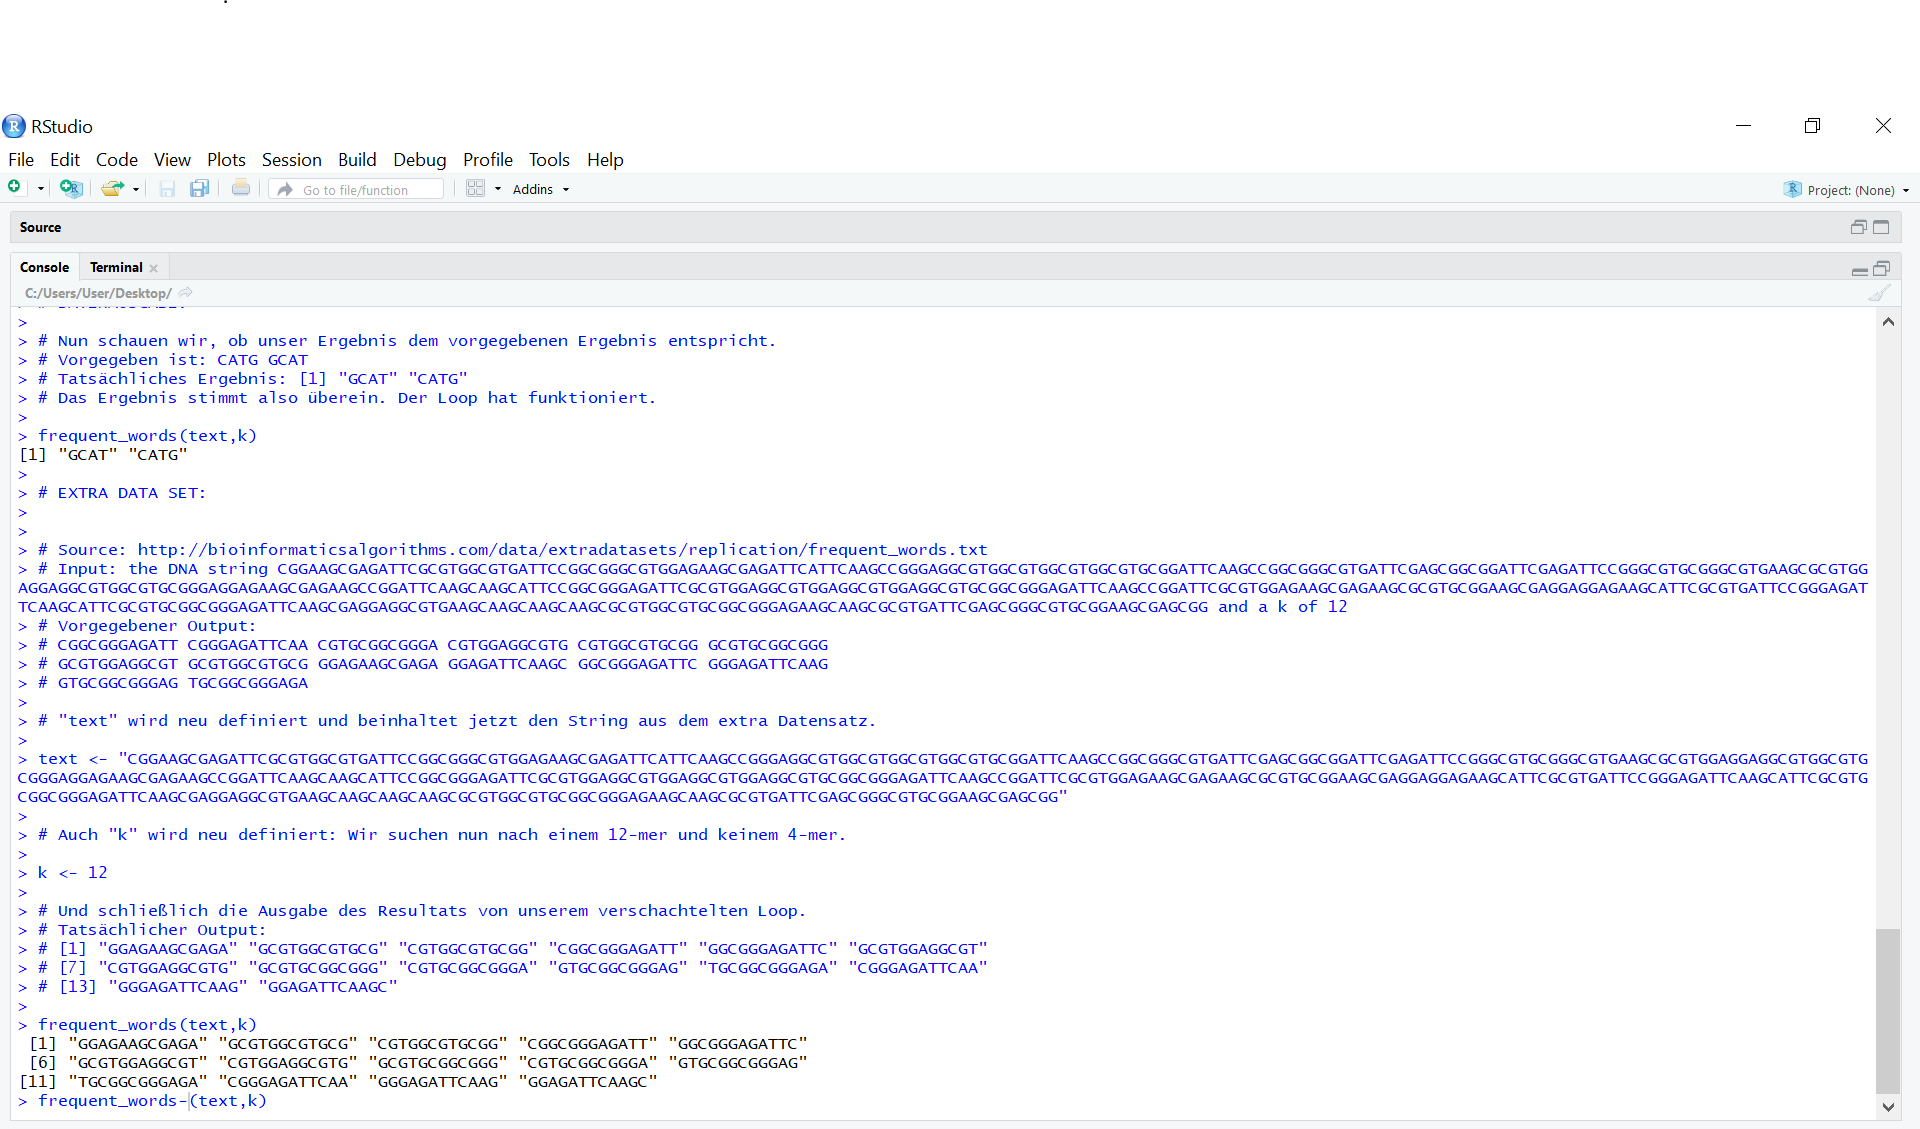 RStudio
File Edit Code View Plots Session Build Debug Profile Tools Help
Go to file/function Addins Project: (None)
Source
Console Terminal
C:/Users/User/Desktop/
>
> # Nun schauen wir, ob unser Ergebnis dem vorgegebenen Ergebnis entspricht.
> # Vorgegeben ist: CATG GCAT
> # Tatsächliches Ergebnis: [1] "GCAT" "CATG"
> # Das Ergebnis stimmt also überein. Der Loop hat funktioniert.
>
> frequent_words(text,k)
[1] "GCAT" "CATG"
>
> # EXTRA DATA SET:
>
>
> # Source: http://bioinformaticsalgorithms.com/data/extradatasets/replication/frequent_words.txt
> # Input: the DNA string CGGAAGCGAGATTCGCGTGGCGTGATTCCGGCGGGCGTGGAGAAGCGAGATTCATTCAAGCCGGGAGGCGTGGCGTGGCGTGGCGTGCGGATTCAAGCCGGCGGGCGTGATTCGAGCGGCGGATTCGAGATTCCGGGCGTGCGGGCGTGAAGCGCGTGG
AGGAGGCGTGGCGTGCGGGAGGAGAAGCGAGAAGCCGGATTCAAGCAAGCATTCCGGCGGGAGATTCGCGTGGAGGCGTGGAGGCGTGGAGGCGTGCGGCGGGAGATTCAAGCCGGATTCGCGTGGAGAAGCGAGAAGCGCGTGCGGAAGCGAGGAGGAGAAGCATTCGCGTGATTCCGGGAGAT
TCAAGCATTCGCGTGCGGCGGGAGATTCAAGCGAGGAGGCGTGAAGCAAGCAAGCAAGCGCGTGGCGTGCGGCGGGAGAAGCAAGCGCGTGATTCGAGCGGGCGTGCGGAAGCGAGCGG and a k of 12
> # Vorgegebener Output:
> # CGGCGGGAGATT CGGGAGATTCAA CGTGCGGCGGGA CGTGGAGGCGTG CGTGGCGTGCGG GCGTGCGGCGGG
> # GCGTGGAGGCGT GCGTGGCGTGCG GGAGAAGCGAGA GGAGATTCAAGC GGCGGGAGATTC GGGAGATTCAAG
> # GTGCGGCGGGAG TGCGGCGGGAGA
>
> # "text" wird neu definiert und beinhaltet jetzt den String aus dem extra Datensatz.
>
> text <- "CGGAAGCGAGATTCGCGTGGCGTGATTCCGGCGGGCGTGGAGAAGCGAGATTCATTCAAGCCGGGAGGCGTGGCGTGGCGTGGCGTGCGGATTCAAGCCGGCGGGCGTGATTCGAGCGGCGGATTCGAGATTCCGGGCGTGCGGGCGTGAAGCGCGTGGAGGAGGCGTGGCGTG
CGGGAGGAGAAGCGAGAAGCCGGATTCAAGCAAGCATTCCGGCGGGAGATTCGCGTGGAGGCGTGGAGGCGTGGAGGCGTGCGGCGGGAGATTCAAGCCGGATTCGCGTGGAGAAGCGAGAAGCGCGTGCGGAAGCGAGGAGGAGAAGCATTCGCGTGATTCCGGGAGATTCAAGCATTCGCGTG
CGGCGGGAGATTCAAGCGAGGAGGCGTGAAGCAAGCAAGCAAGCGCGTGGCGTGCGGCGGGAGAAGCAAGCGCGTGATTCGAGCGGGCGTGCGGAAGCGAGCGG"
>
> # Auch "k" wird neu definiert: Wir suchen nun nach einem 12-mer und keinem 4-mer.
>
> k <- 12
>
> # Und schließlich die Ausgabe des Resultats von unserem verschachtelten Loop.
> # Tatsächlicher Output:
> # [1] "GGAGAAGCGAGA" "GCGTGGCGTGCG" "CGTGGCGTGCGG" "CGGCGGGAGATT" "GGCGGGAGATTC" "GCGTGGAGGCGT"
> # [7] "CGTGGAGGCGTG" "GCGTGCGGCGGG" "CGTGCGGCGGGA" "GTGCGGCGGGAG" "TGCGGCGGGAGA" "CGGGAGATTCAA"
> # [13] "GGGAGATTCAAG" "GGAGATTCAAGC"
>
> frequent_words(text,k)
[1] "GGAGAAGCGAGA" "GCGTGGCGTGCG" "CGTGGCGTGCGG" "CGGCGGGAGATT" "GGCGGGAGATTC"
[6] "GCGTGGAGGCGT" "CGTGGAGGCGTG" "GCGTGCGGCGGG" "CGTGCGGCGGGA" "GTGCGGCGGGAG"
[11] "TGCGGCGGGAGA" "CGGGAGATTCAA" "GGGAGATTCAAG" "GGAGATTCAAGC"
> frequent_words-(text,k)